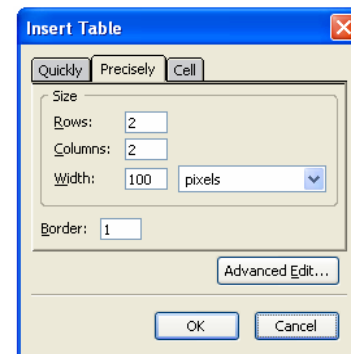 Insert Table
Quickly Precisely Cell
Size
Rows: 2
Columns: 2
Width: 100 pixels
Border: 1
Advanced Edit...
OK Cancel